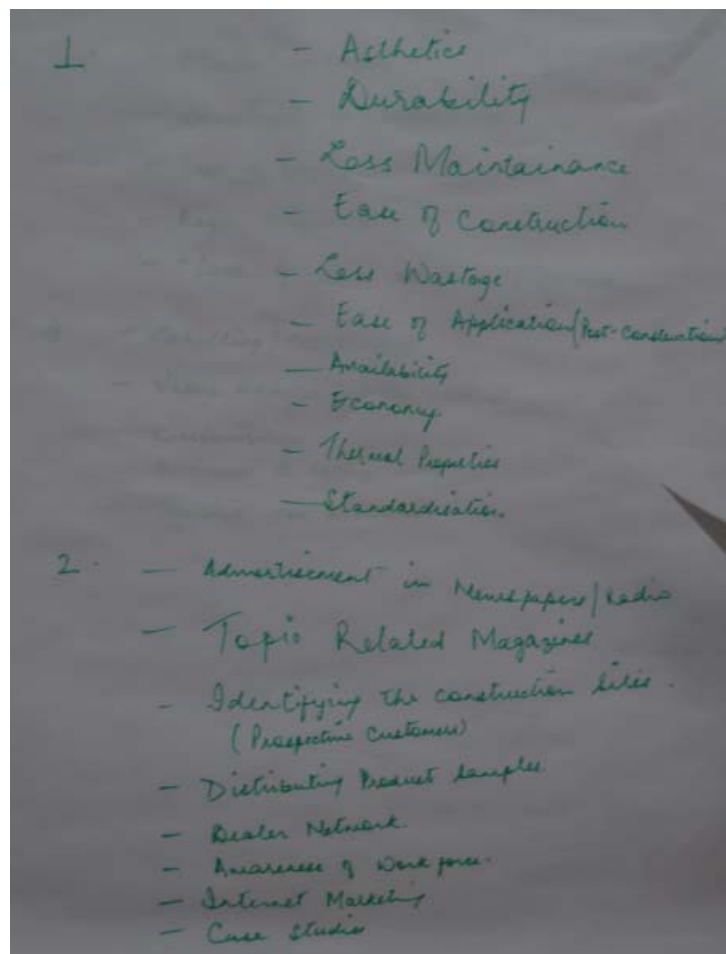 1 - Asthetics
- Durability
- Less Maintainance
- Ease of Construction
- Less Wastage
- Ease of Application (Post-Construction)
- Availability
- Economy.
- Thermal Properties
- Standardisation.
2. - Advertisement in Newspapers/Radio
- Topic Related Magazines
- Identifying the construction sites.
(Prospective Customers)
- Distributing Product Samples.
- Dealer Network.
- Awareness of Work force.
- Internet Marketing
- Case Studies